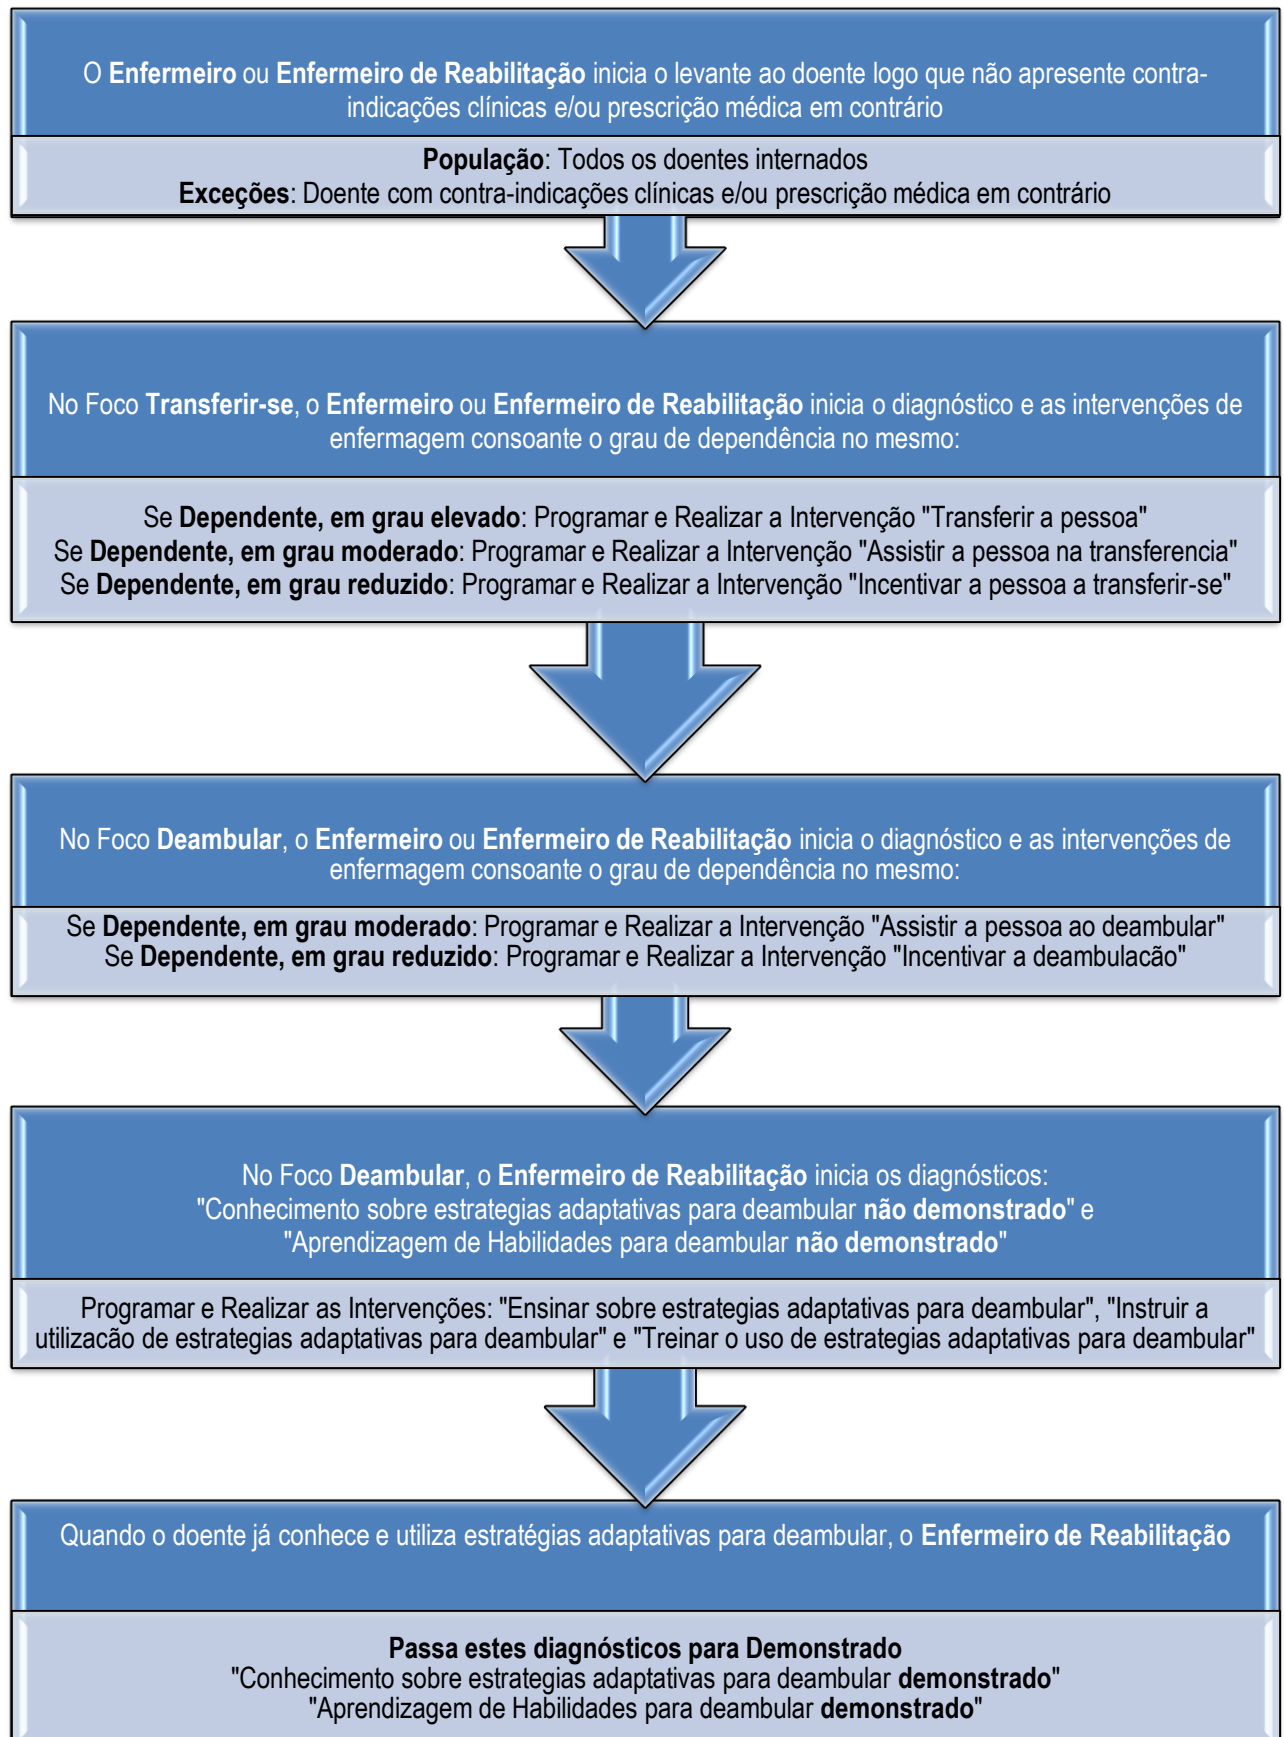 O Enfermeiro ou Enfermeiro de Reabilitação inicia o levante ao doente logo que não apresente contra-
indicações clínicas e/ou prescrição médica em contrário
População: Todos os doentes internados
Exceções: Doente com contra-indicações clínicas e/ou prescrição médica em contrário
No Foco Transferir-se, o Enfermeiro ou Enfermeiro de Reabilitação inicia o diagnóstico e as intervenções de
enfermagem consoante o grau de dependência no mesmo:
Se Dependente, em grau elevado: Programar e Realizar a Intervenção "Transferir a pessoa"
Se Dependente, em grau moderado: Programar e Realizar a Intervenção "Assistir a pessoa na transferencia"
Se Dependente, em grau reduzido: Programar e Realizar a Intervenção "Incentivar a pessoa a transferir-se"
No Foco Deambular, o Enfermeiro ou Enfermeiro de Reabilitação inicia o diagnóstico e as intervenções de
enfermagem consoante o grau de dependência no mesmo:
Se Dependente, em grau moderado: Programar e Realizar a Intervenção "Assistir a pessoa ao deambular"
Se Dependente, em grau reduzido: Programar e Realizar a Intervenção "Incentivar a deambulacão"
No Foco Deambular, o Enfermeiro de Reabilitação inicia os diagnósticos:
"Conhecimento sobre estrategias adaptativas para deambular não demonstrado" e
"Aprendizagem de Habilidades para deambular não demonstrado"
Programar e Realizar as Intervenções: "Ensinar sobre estrategias adaptativas para deambular", "Instruir a
utilizacão de estrategias adaptativas para deambular" e "Treinar o uso de estrategias adaptativas para deambular"
Quando o doente já conhece e utiliza estratégias adaptativas para deambular, o Enfermeiro de Reabilitação
Passa estes diagnósticos para Demonstrado
"Conhecimento sobre estrategias adaptativas para deambular demonstrado"
"Aprendizagem de Habilidades para deambular demonstrado"